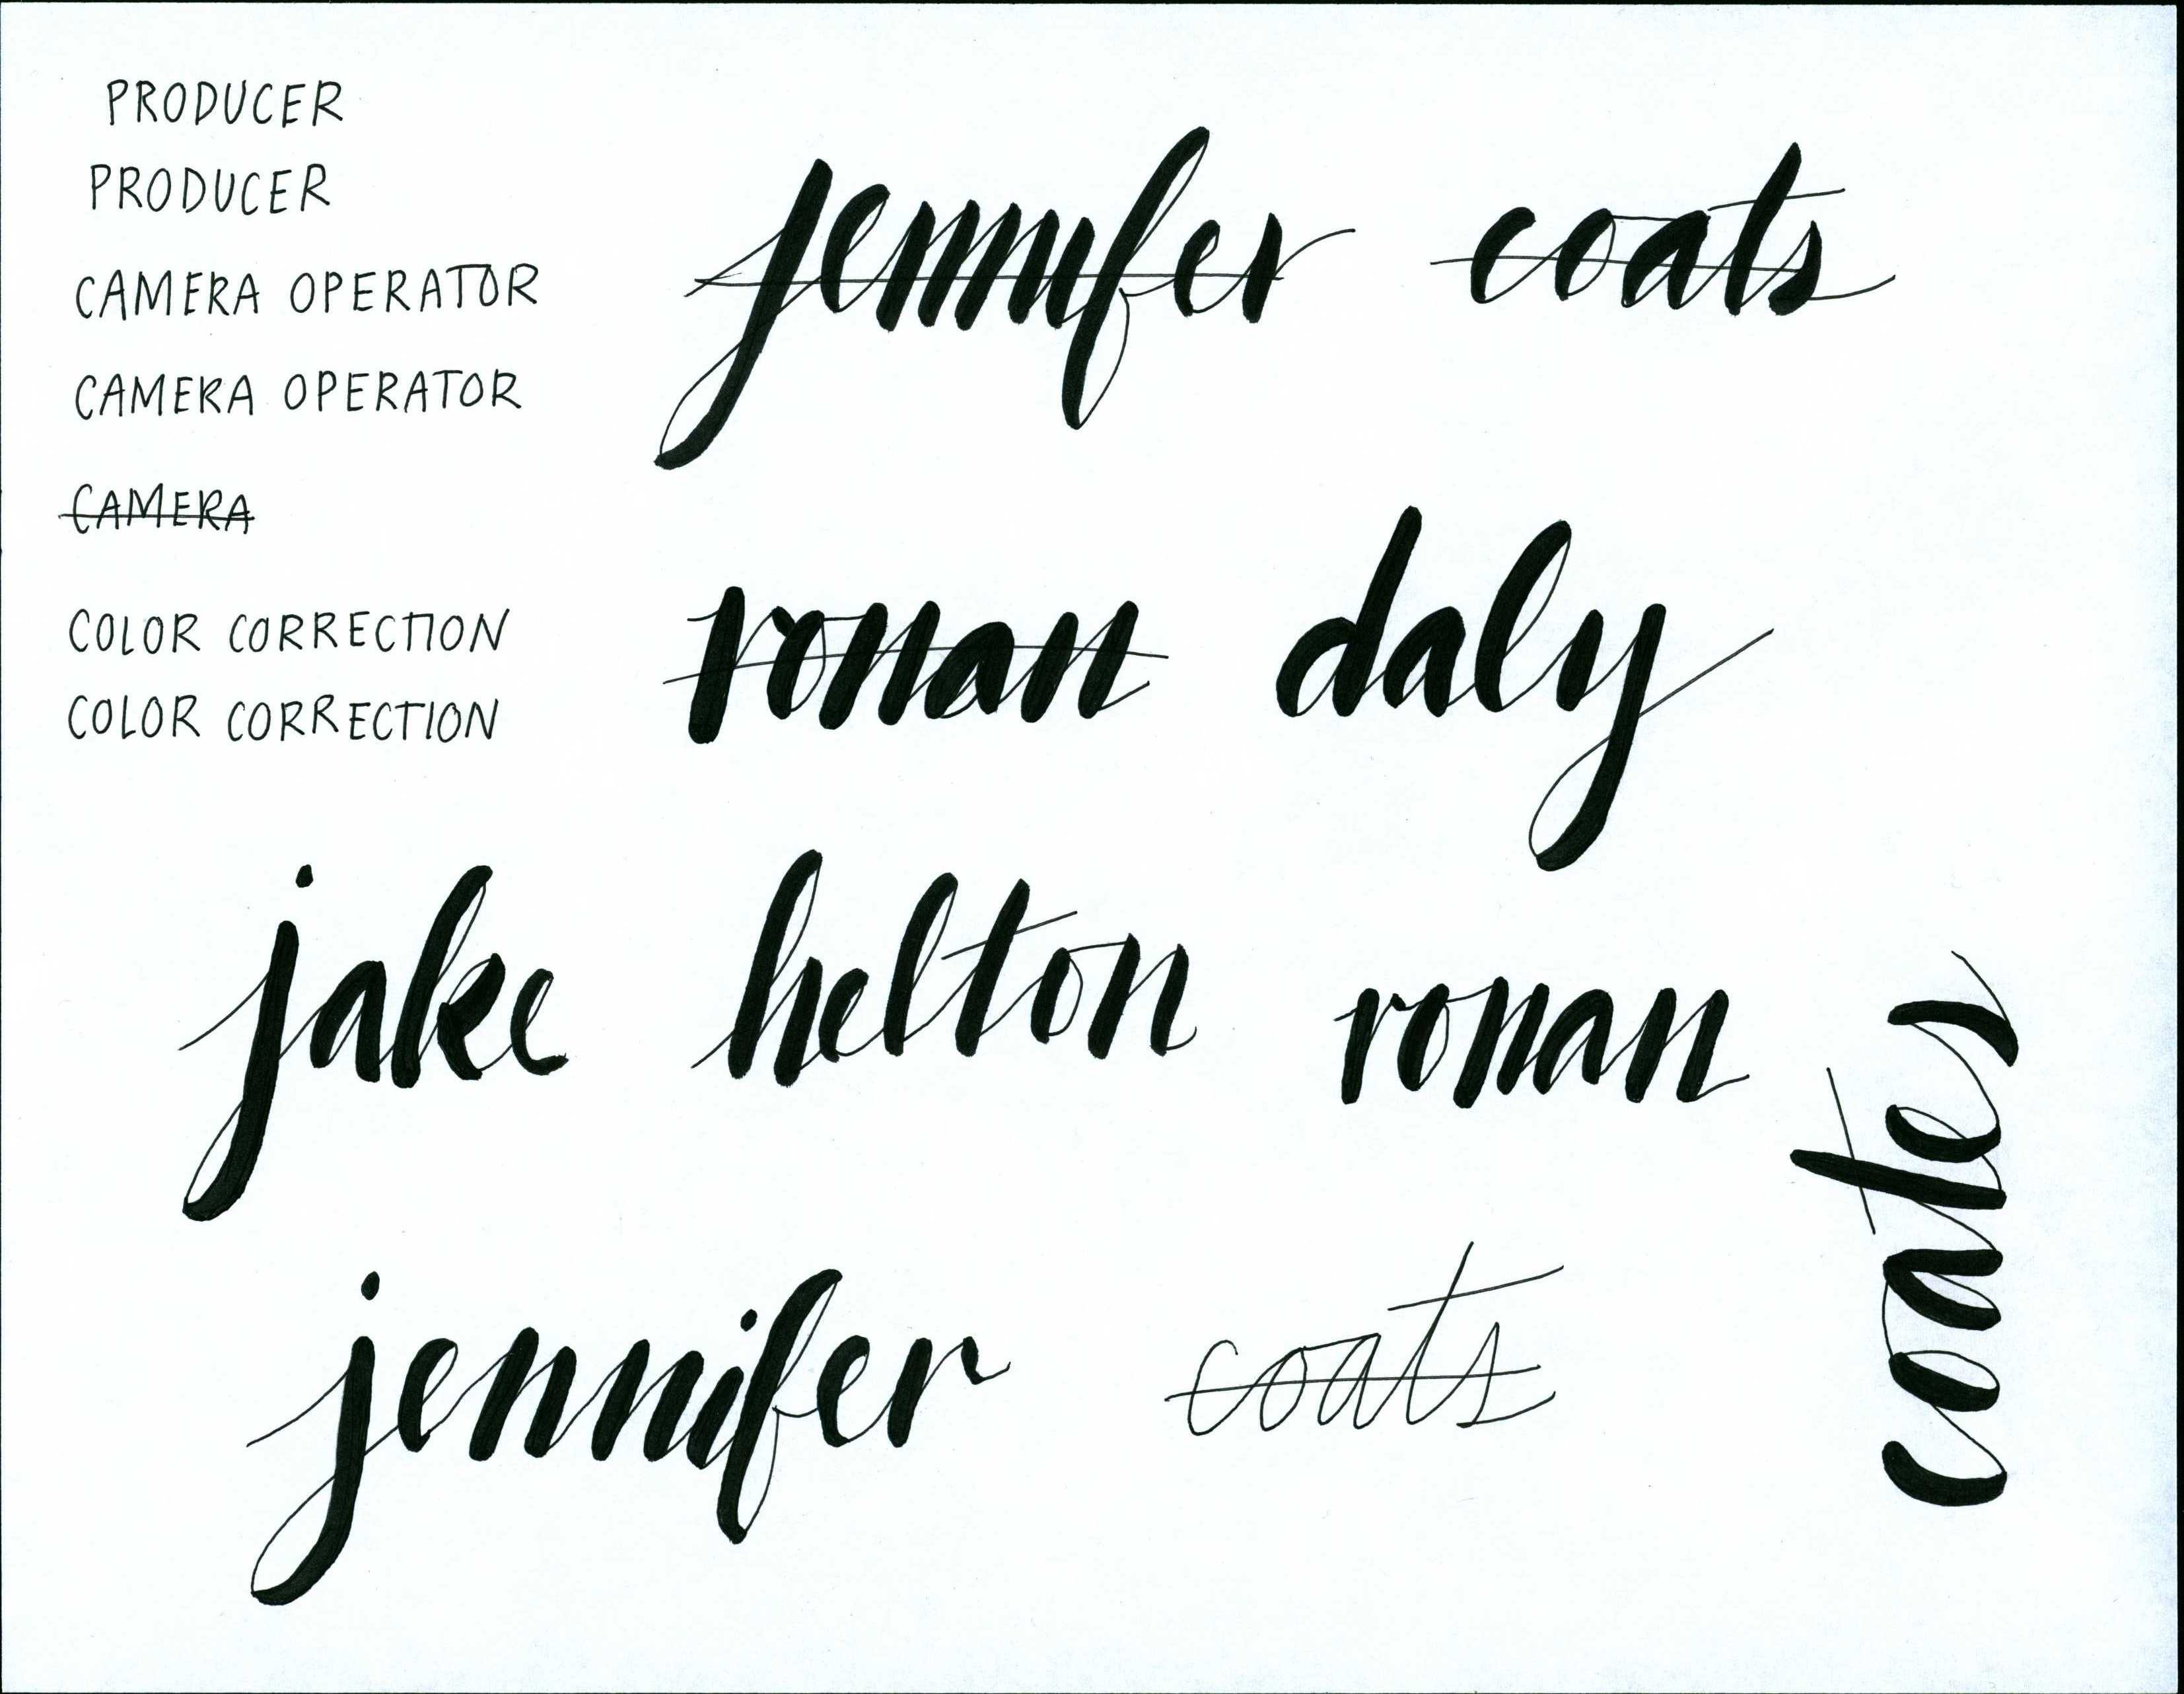 PRODUCER
PRODUCER
CAMERA OPERATOR
CAMERA OPERATOR
CAMERA
COLOR CORRECTION
COLOR CORRECTION
jennifer coats
ronan daly
jake helton ronan
jennifer coats
coates